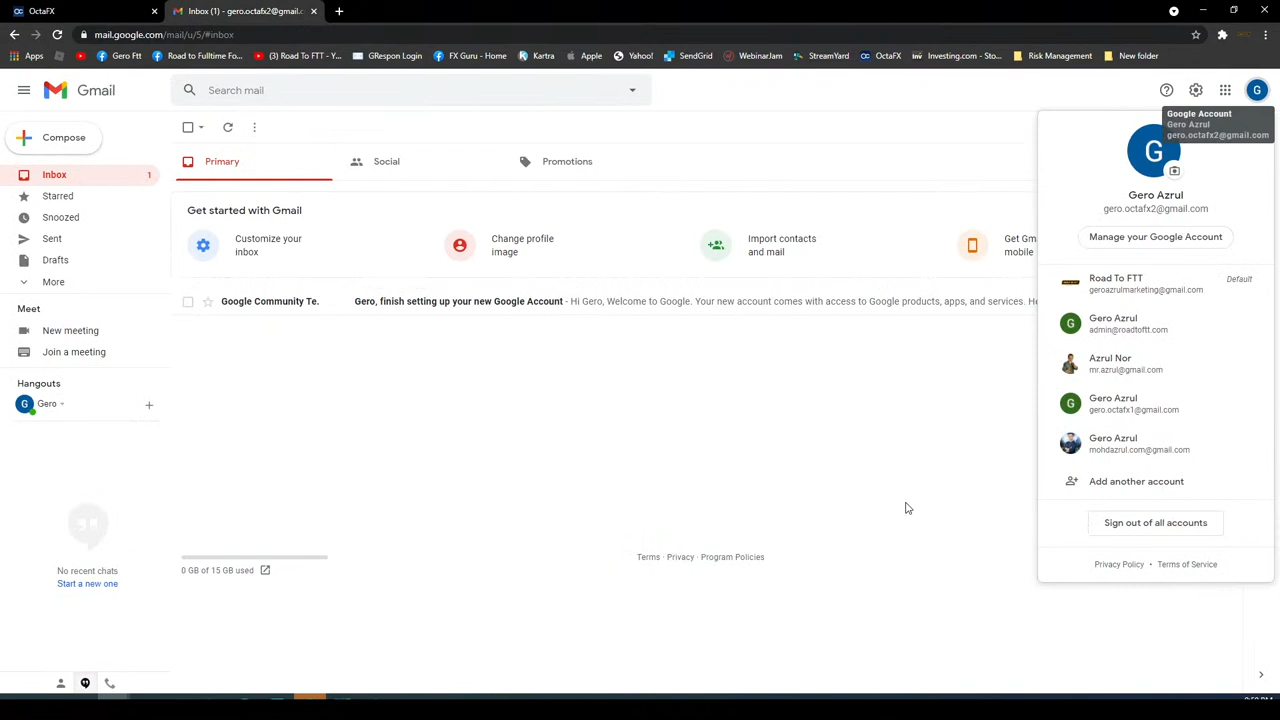 OctaFX
Inbox (1) - gero.octafx2@gmail.c
mail.google.com/mail/u/5/#inbox
Apps
Gero Ftt
Road to Fulltime Fo...
(3) Road To FTT - Y...
GRespon Login
FX Guru - Home
Kartra
Apple
Yahoo!
SendGrid
WebinarJam
StreamYard
OctaFX
Investing.com - Sto...
Risk Management
New folder
Gmail
Search mail
G
Google Account
Gero Azrul
gero.octafx2@gmail.com
Compose
Inbox 1
Starred
Snoozed
Sent
Drafts
More
Meet
New meeting
Join a meeting
Hangouts
G Gero
No recent chats
Start a new one
Primary
Social
Promotions
Get started with Gmail
Customize your
inbox
Change profile
image
Import contacts
and mail
Get Gm
mobile
Google Community Te. Gero, finish setting up your new Google Account - Hi Gero, Welcome to Google. Your new account comes with access to Google products, apps, and services. He
0 GB of 15 GB used
Terms · Privacy · Program Policies
G
Gero Azrul
gero.octafx2@gmail.com
Manage your Google Account
Road To FTT Default
geroazrulmarketing@gmail.com
G Gero Azrul
admin@roadtoftt.com
Azrul Nor
mr.azrul@gmail.com
G Gero Azrul
gero.octafx1@gmail.com
Gero Azrul
mohdazrul.com@gmail.com
Add another account
Sign out of all accounts
Privacy Policy • Terms of Service